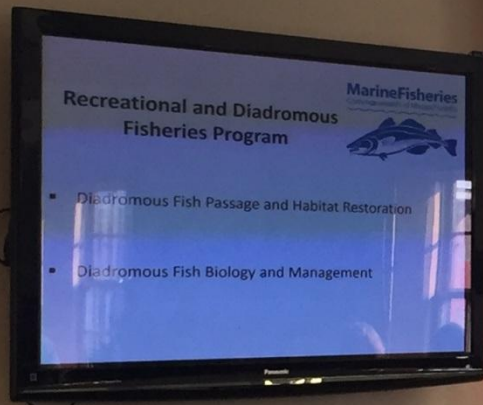 MarineFisheries
Recreational and Diadromous
Fisheries Program
Diadromous Fish Passage and Habitat Restoration
Diadromous Fish Biology and Management
Panasonic